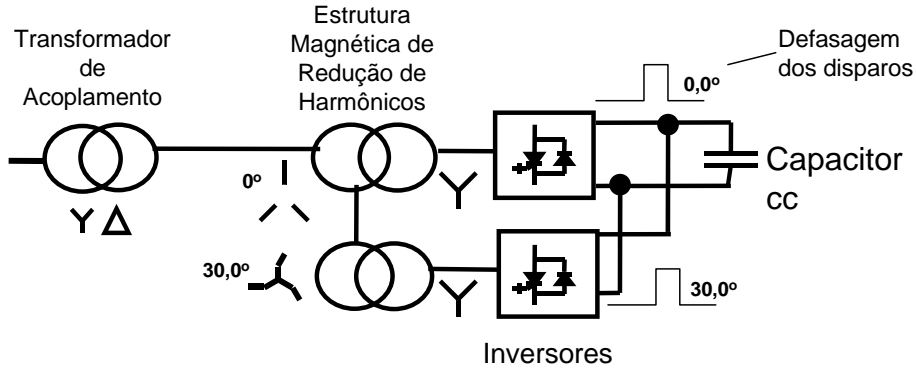 Transformador
de
Acoplamento
Estrutura
Magnética de
Redução de
Harmônicos
Defasagem
dos disparos
0,0º
0º
Capacitor
cc
30,0º
30,0º
Inversores